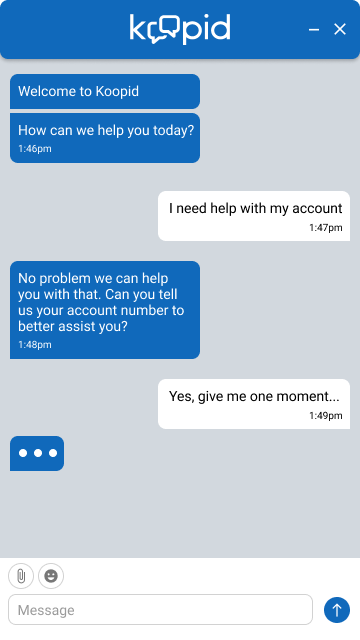 koopid
Welcome to Koopid
How can we help you today?
1:46pm
I need help with my account
1:47pm
No problem we can help
you with that. Can you tell
us your account number to
better assist you?
1:48pm
Yes, give me one moment...
1:49pm
Message